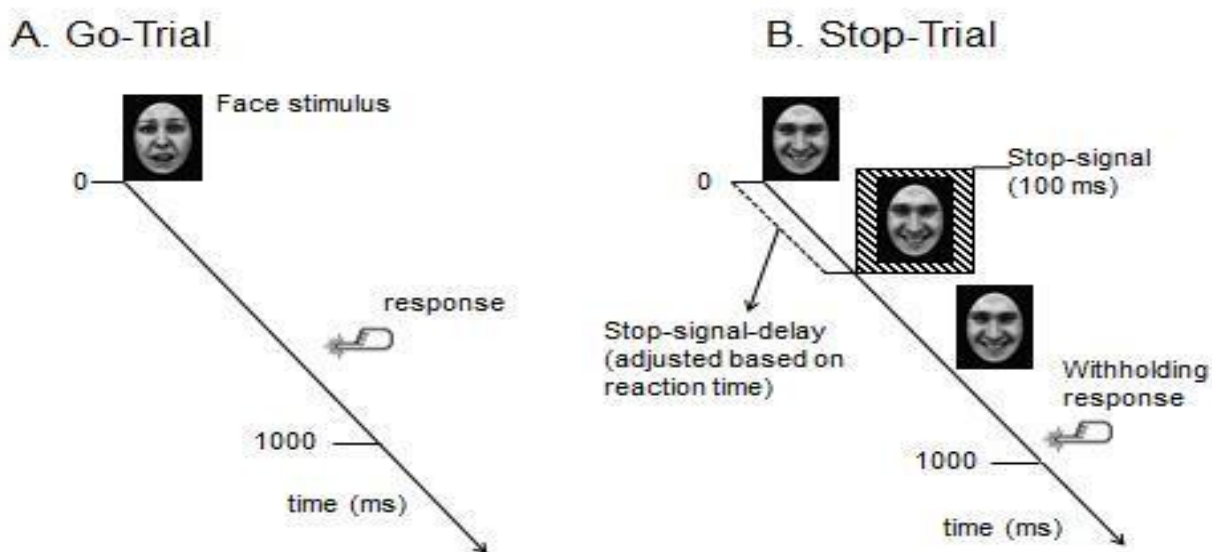 A. Go-Trial
Face stimulus
0
response
1000
time (ms)
B. Stop-Trial
0
Stop-signal
(100 ms)
Stop-signal-delay
(adjusted based on
reaction time)
Withholding
response
1000
time (ms)